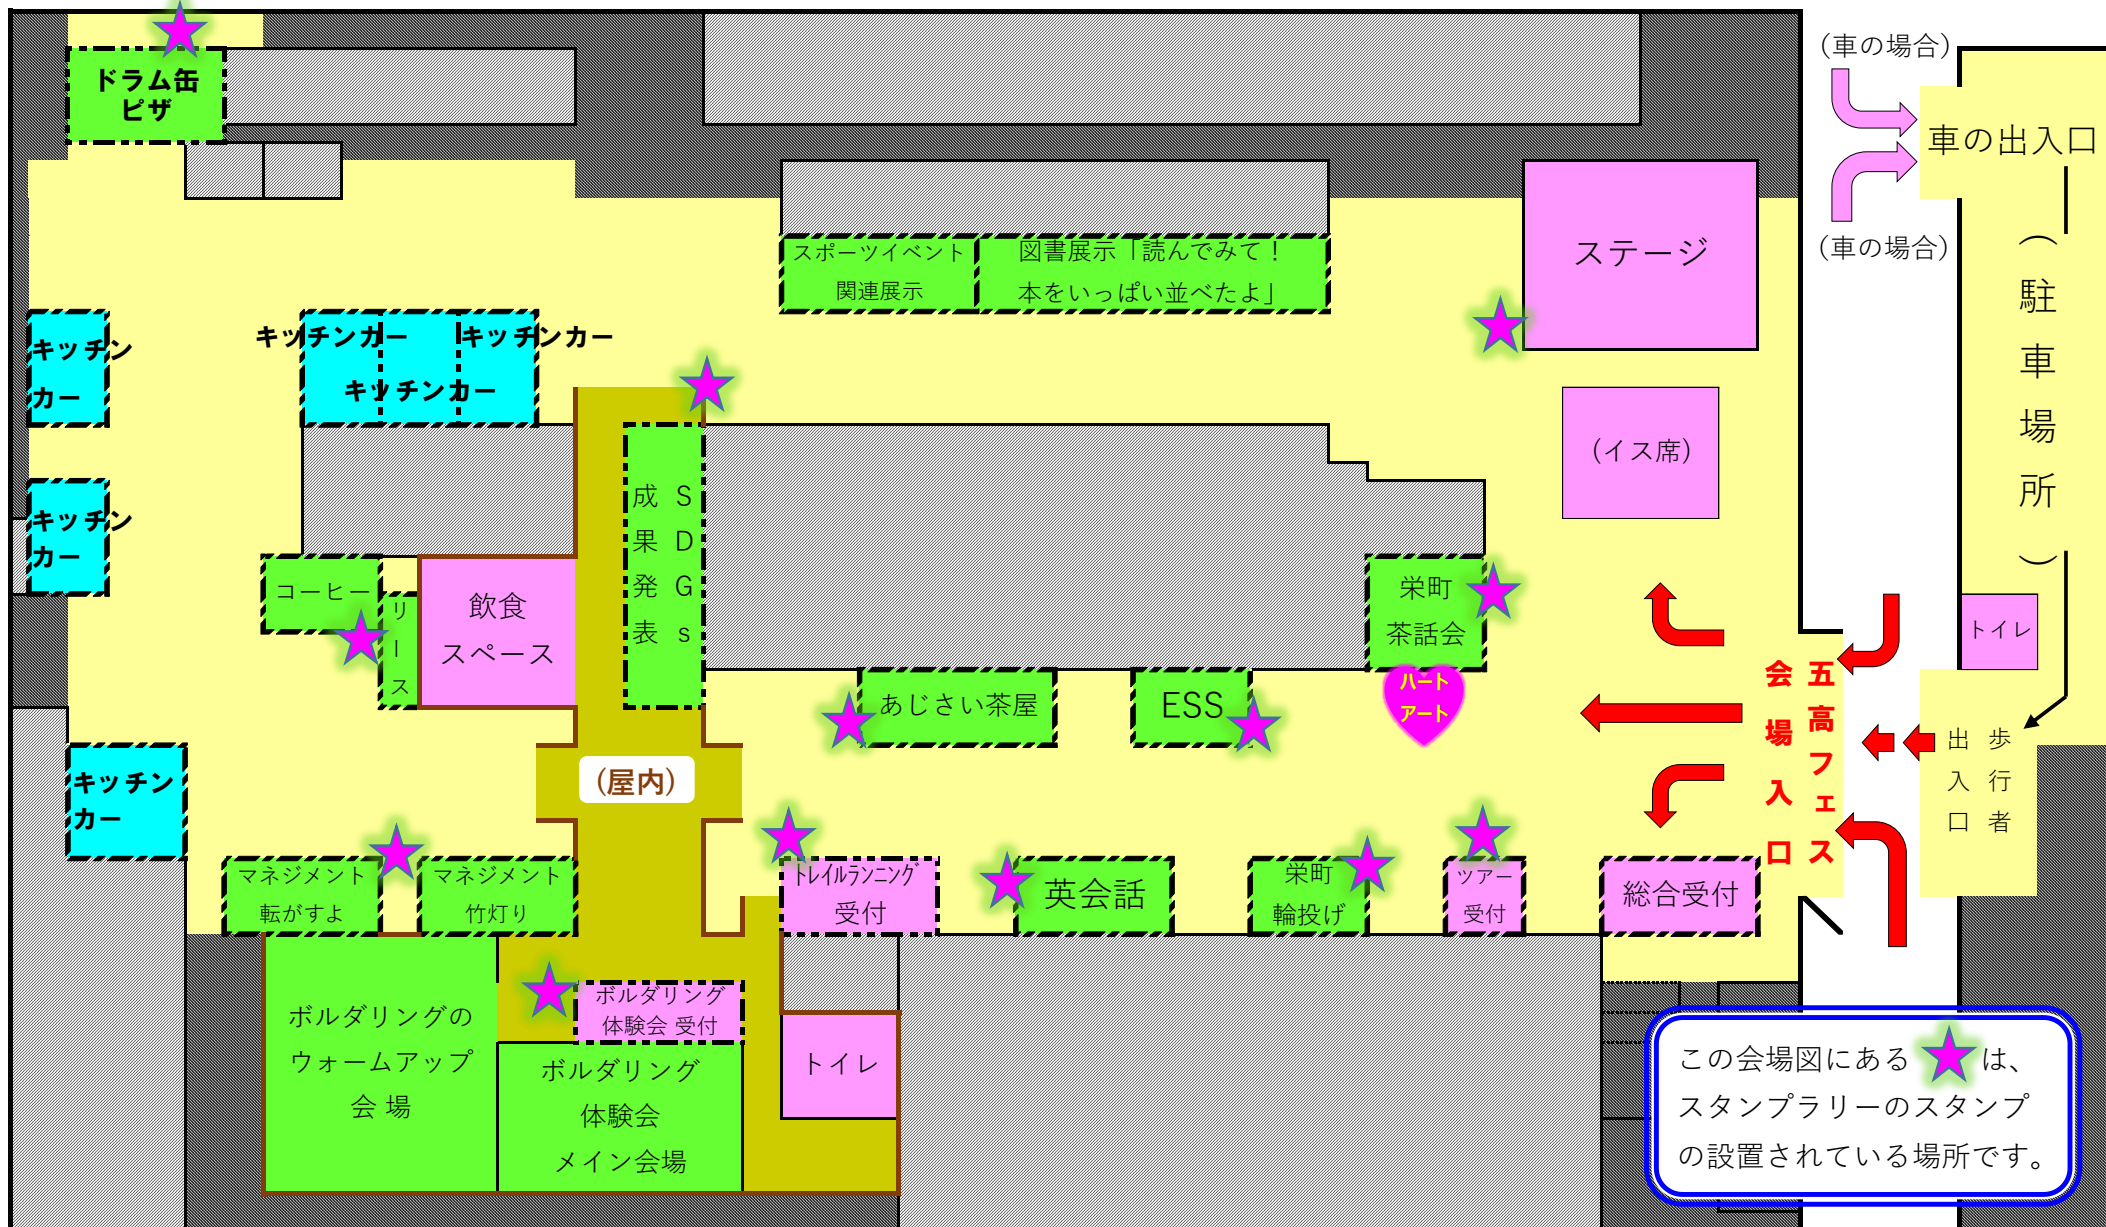 ドラム缶
ピザ
（車の場合）
車の出入口
（車の場合）
（駐車場所）
スポーツイベント
関連展示
図書展示「読んでみて！
本をいっぱい並べたよ」
ステージ
キッチン
カー
キッチンカー
キッチンカー
キッチンカー
（イス席）
キッチン
カー
SDGs
成果発表
コーヒー
リース
飲食
スペース
栄町
茶話会
トイレ
あじさい茶屋
ESS
ハート
アート
五高フェス
会場入口
歩行者
出入口
キッチン
カー
（屋内）
マネジメント
転がすよ
マネジメント
竹灯り
トレイルランニング
受付
英会話
栄町
輪投げ
ツアー
受付
総合受付
ボルダリングの
ウォームアップ
会 場
ボルダリング
体験会 受付
ボルダリング
体験会
メイン会場
トイレ
この会場図にある★は、
スタンプラリーのスタンプ
の設置されている場所です。